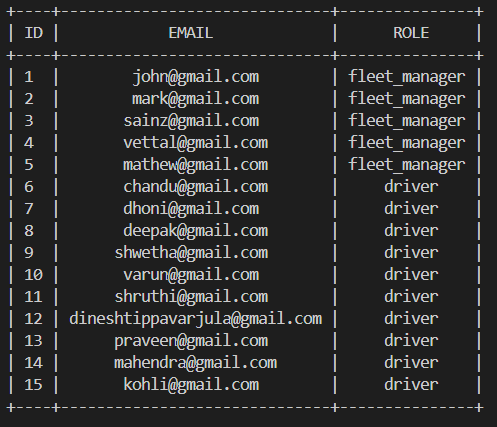 +----+------------------------------+---------------+
| ID |            EMAIL             |      ROLE     |
+----+------------------------------+---------------+
| 1  |        john@gmail.com        | fleet_manager |
| 2  |        mark@gmail.com        | fleet_manager |
| 3  |       sainz@gmail.com        | fleet_manager |
| 4  |       vettal@gmail.com       | fleet_manager |
| 5  |       mathew@gmail.com       | fleet_manager |
| 6  |       chandu@gmail.com       |     driver    |
| 7  |       dhoni@gmail.com        |     driver    |
| 8  |       deepak@gmail.com       |     driver    |
| 9  |      shwetha@gmail.com       |     driver    |
| 10 |       varun@gmail.com        |     driver    |
| 11 |      shruthi@gmail.com       |     driver    |
| 12 | dineshtippavarjula@gmail.com |     driver    |
| 13 |      praveen@gmail.com       |     driver    |
| 14 |      mahendra@gmail.com      |     driver    |
| 15 |       kohli@gmail.com        |     driver    |
+----+------------------------------+---------------+